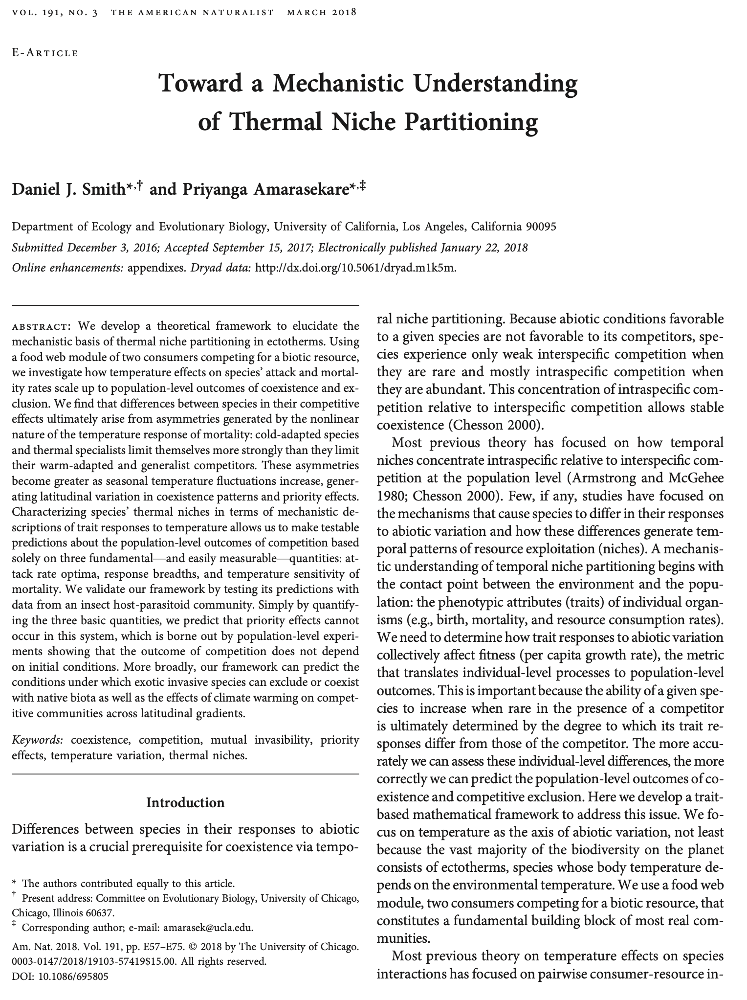 VOL. 191, NO. 3 THE AMERICAN NATURALIST MARCH 2018
E-Article
Toward a Mechanistic Understanding
of Thermal Niche Partitioning
Daniel J. Smith*,† and Priyanga Amarasekare*,‡
Department of Ecology and Evolutionary Biology, University of California, Los Angeles, California 90095
Submitted December 3, 2016; Accepted September 15, 2017; Electronically published January 22, 2018
Online enhancements: appendixes. Dryad data: http://dx.doi.org/10.5061/dryad.m1k5m.
ABSTRACT: We develop a theoretical framework to elucidate the
mechanistic basis of thermal niche partitioning in ectotherms. Using
a food web module of two consumers competing for a biotic resource,
we investigate how temperature effects on species’ attack and mortal-
ity rates scale up to population-level outcomes of coexistence and ex-
clusion. We find that differences between species in their competitive
effects ultimately arise from asymmetries generated by the nonlinear
nature of the temperature response of mortality: cold-adapted species
and thermal specialists limit themselves more strongly than they limit
their warm-adapted and generalist competitors. These asymmetries
become greater as seasonal temperature fluctuations increase, gener-
ating latitudinal variation in coexistence patterns and priority effects.
Characterizing species’ thermal niches in terms of mechanistic de-
scriptions of trait responses to temperature allows us to make testable
predictions about the population-level outcomes of competition based
solely on three fundamental—and easily measurable—quantities: at-
tack rate optima, response breadths, and temperature sensitivity of
mortality. We validate our framework by testing its predictions with
data from an insect host-parasitoid community. Simply by quantify-
ing the three basic quantities, we predict that priority effects cannot
occur in this system, which is borne out by population-level experi-
ments showing that the outcome of competition does not depend
on initial conditions. More broadly, our framework can predict the
conditions under which exotic invasive species can exclude or coexist
with native biota as well as the effects of climate warming on compet-
itive communities across latitudinal gradients.
Keywords: coexistence, competition, mutual invasibility, priority
effects, temperature variation, thermal niches.
Introduction
Differences between species in their responses to abiotic
variation is a crucial prerequisite for coexistence via tempo-
* The authors contributed equally to this article.
† Present address: Committee on Evolutionary Biology, University of Chicago,
Chicago, Illinois 60637.
‡ Corresponding author; e-mail: amarasek@ucla.edu.
Am. Nat. 2018. Vol. 191, pp. E57–E75. © 2018 by The University of Chicago.
0003-0147/2018/19103-57419$15.00. All rights reserved.
DOI: 10.1086/695805
ral niche partitioning. Because abiotic conditions favorable
to a given species are not favorable to its competitors, spe-
cies experience only weak interspecific competition when
they are rare and mostly intraspecific competition when
they are abundant. This concentration of intraspecific com-
petition relative to interspecific competition allows stable
coexistence (Chesson 2000).
Most previous theory has focused on how temporal
niches concentrate intraspecific relative to interspecific com-
petition at the population level (Armstrong and McGehee
1980; Chesson 2000). Few, if any, studies have focused on
the mechanisms that cause species to differ in their responses
to abiotic variation and how these differences generate tem-
poral patterns of resource exploitation (niches). A mechanis-
tic understanding of temporal niche partitioning begins with
the contact point between the environment and the popu-
lation: the phenotypic attributes (traits) of individual organ-
isms (e.g., birth, mortality, and resource consumption rates).
We need to determine how trait responses to abiotic variation
collectively affect fitness (per capita growth rate), the metric
that translates individual-level processes to population-level
outcomes. This is important because the ability of a given spe-
cies to increase when rare in the presence of a competitor
is ultimately determined by the degree to which its trait re-
sponses differ from those of the competitor. The more accu-
rately we can assess these individual-level differences, the more
correctly we can predict the population-level outcomes of co-
existence and competitive exclusion. Here we develop a trait-
based mathematical framework to address this issue. We fo-
cus on temperature as the axis of abiotic variation, not least
because the vast majority of the biodiversity on the planet
consists of ectotherms, species whose body temperature de-
pends on the environmental temperature. We use a food web
module, two consumers competing for a biotic resource, that
constitutes a fundamental building block of most real com-
munities.
Most previous theory on temperature effects on species
interactions has focused on pairwise consumer-resource in-